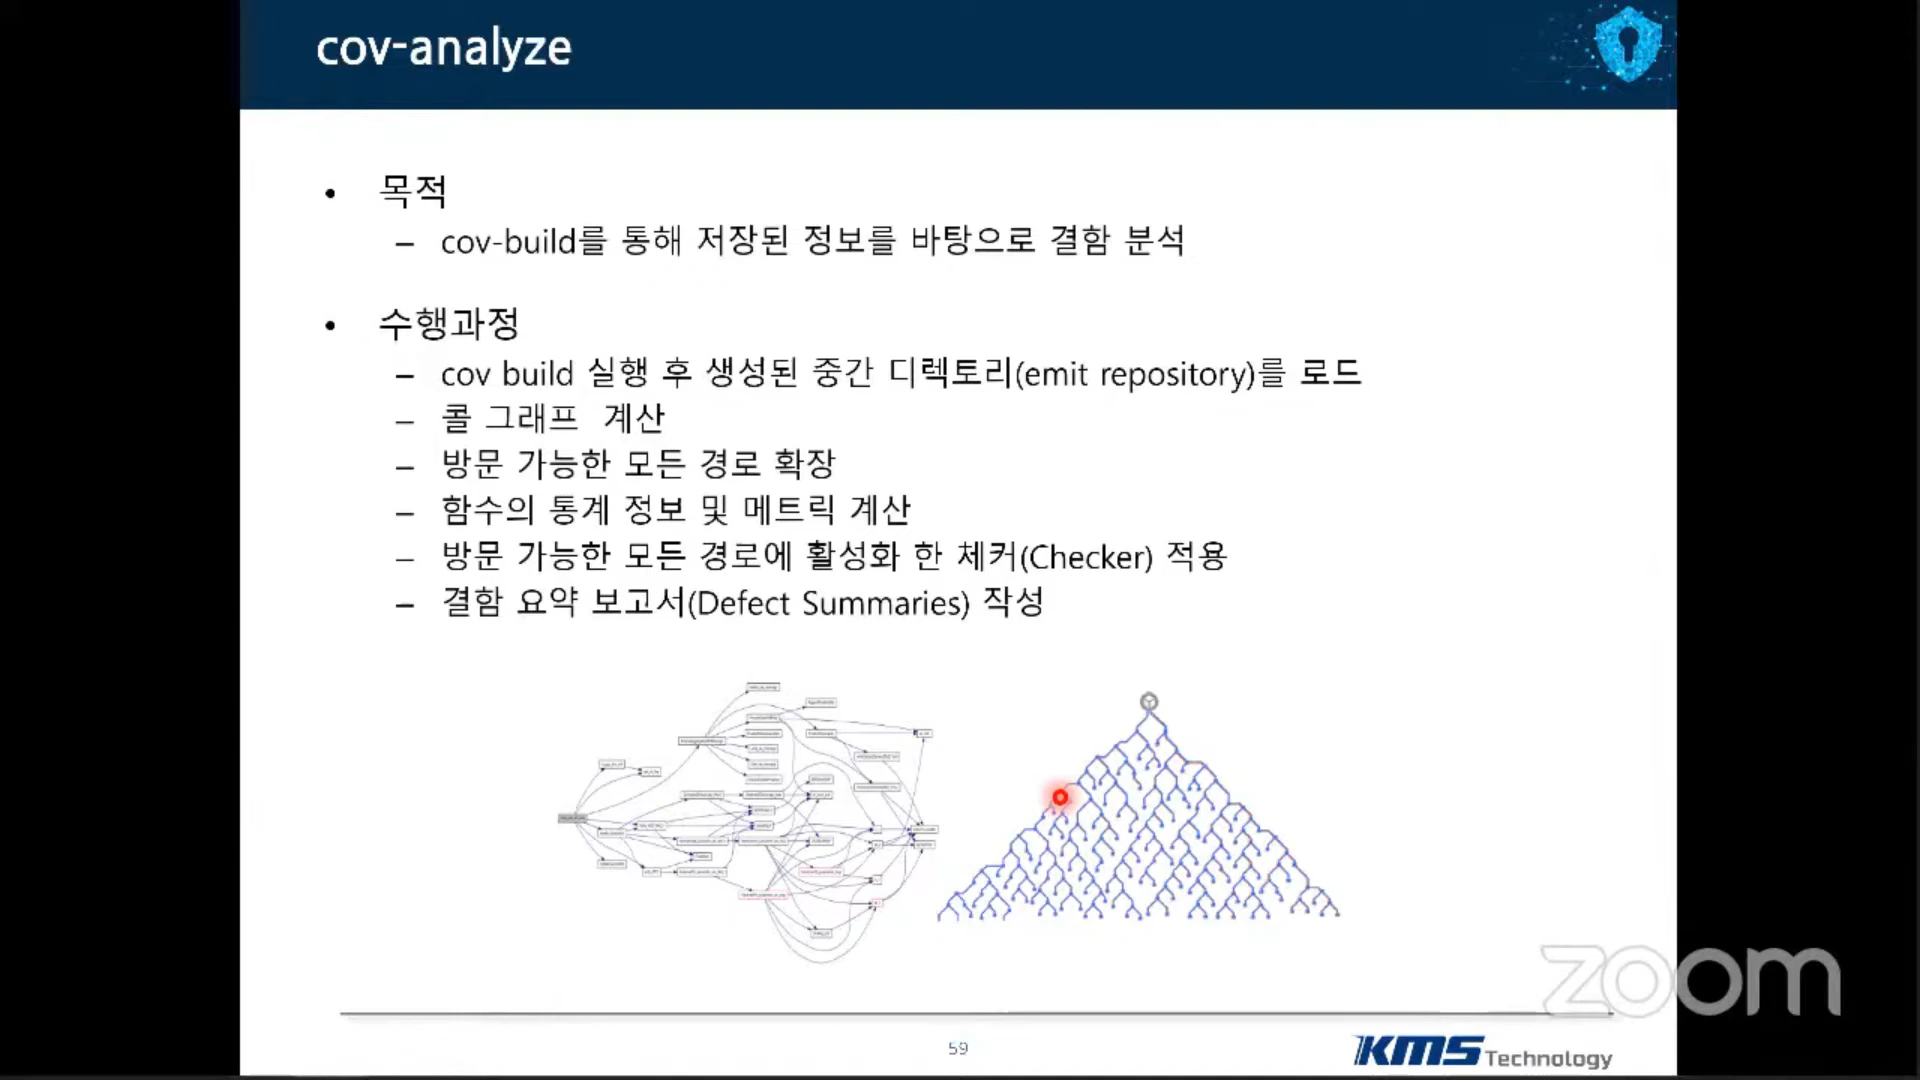 cov-analyze
• 목적
– cov-build를 통해 저장된 정보를 바탕으로 결함 분석
• 수행과정
– cov build 실행 후 생성된 중간 디렉토리(emit repository)를 로드
– 콜 그래프 계산
– 방문 가능한 모든 경로 확장
– 함수의 통계 정보 및 메트릭 계산
– 방문 가능한 모든 경로에 활성화 한 체커(Checker) 적용
– 결함 요약 보고서(Defect Summaries) 작성
zoom
59
KMS Technology